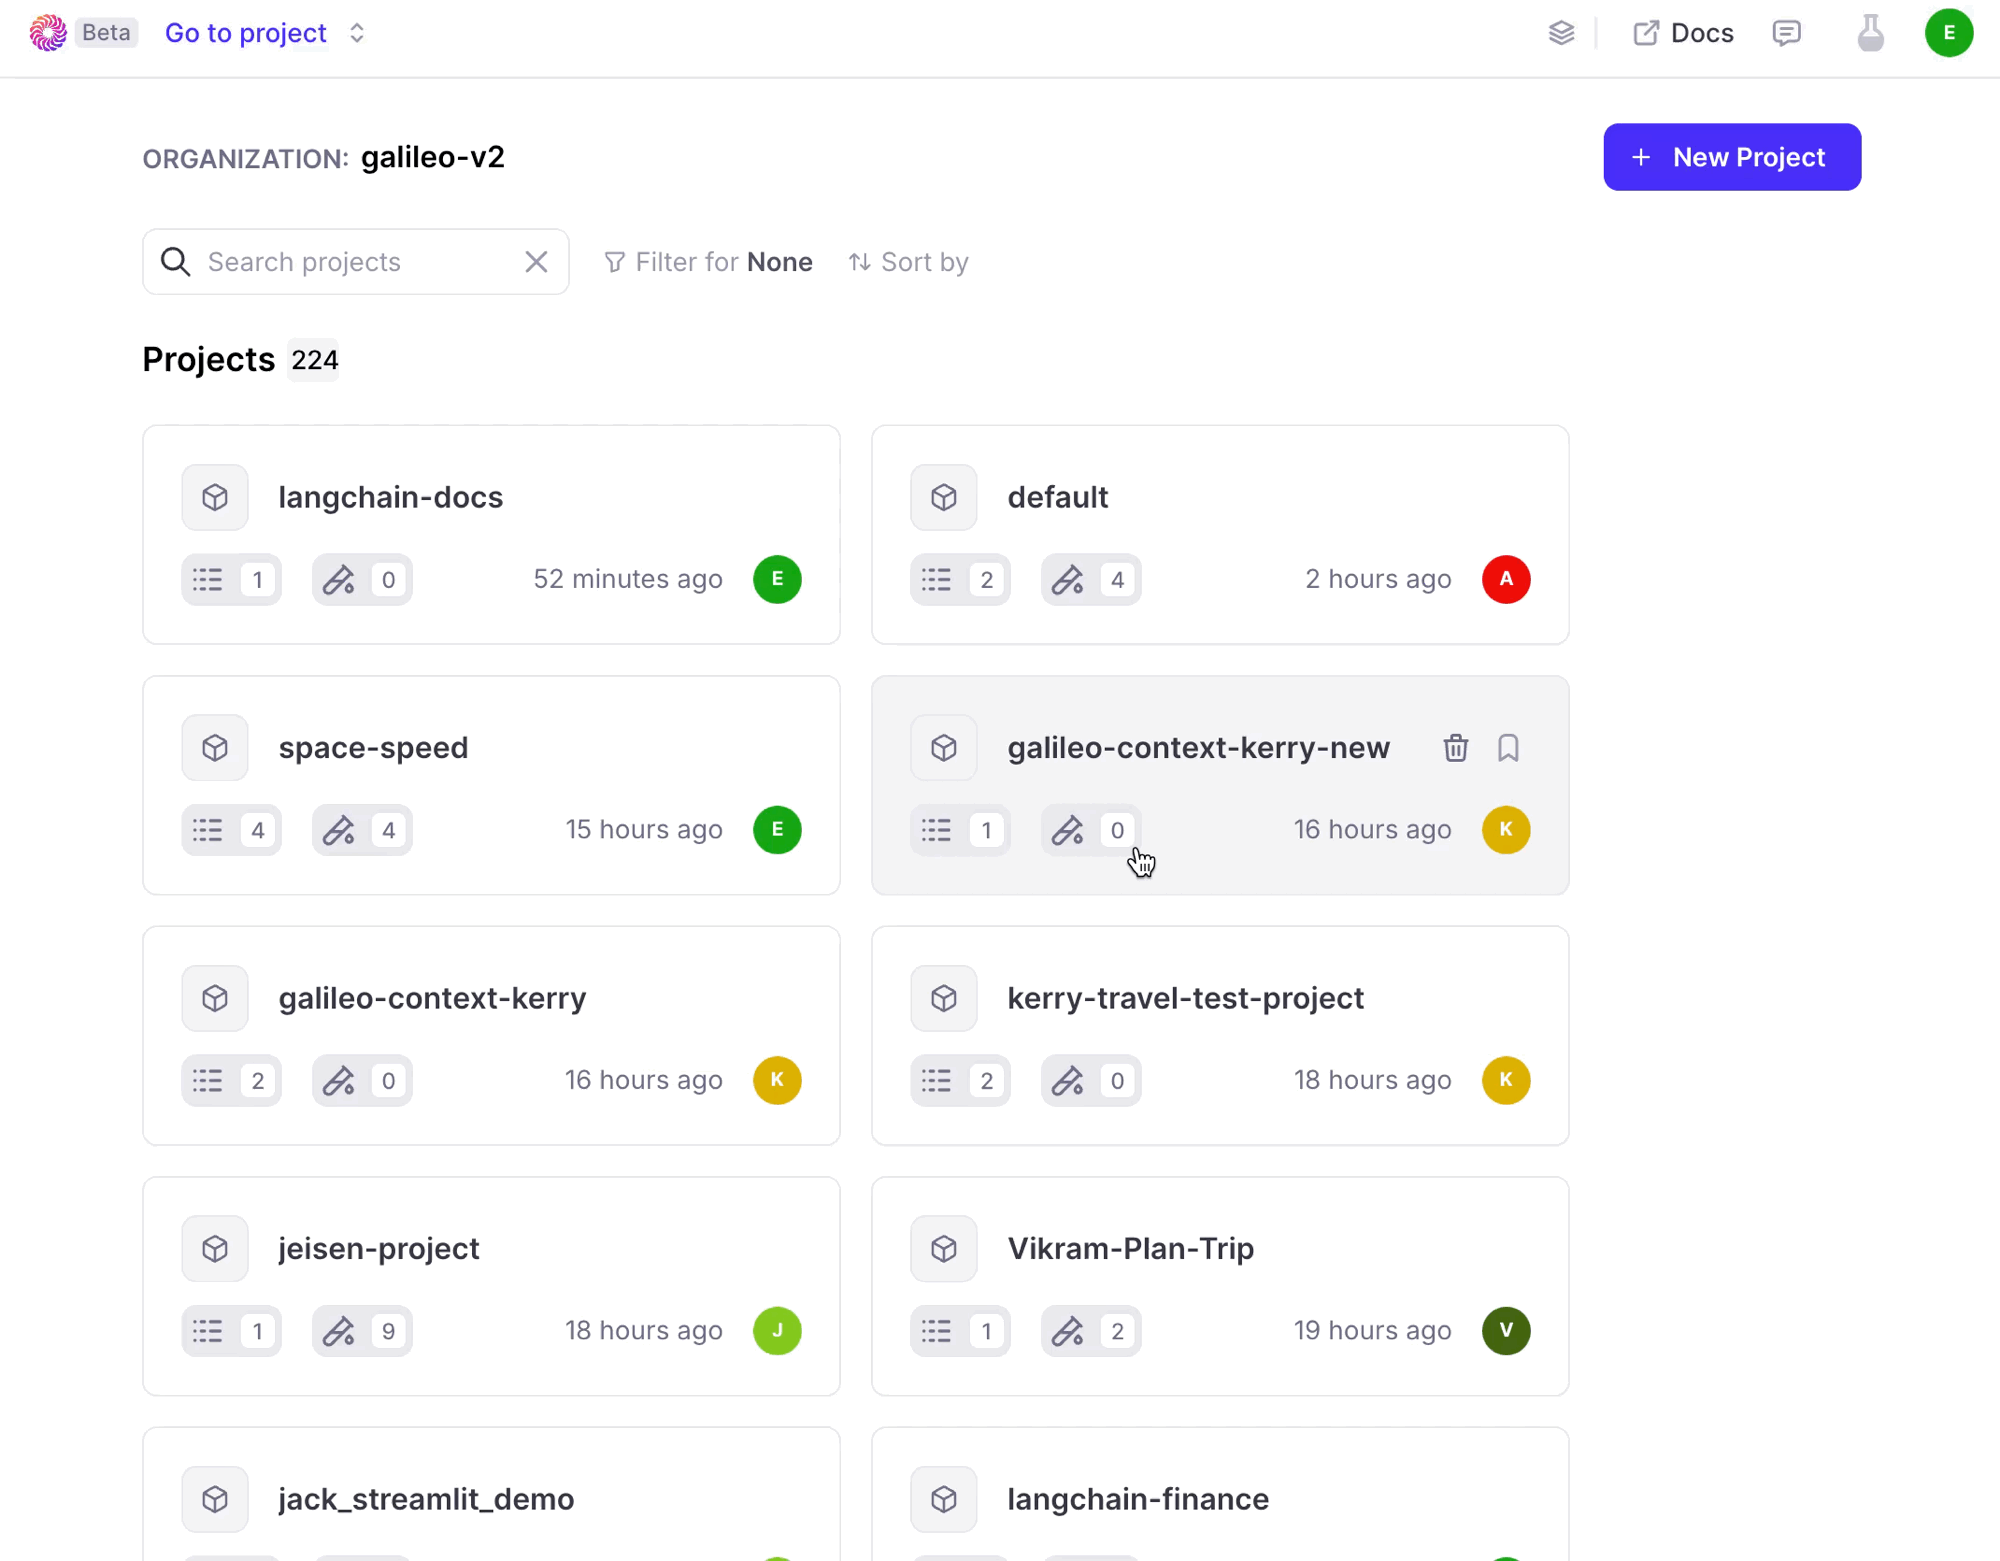 Beta Go to project Docs E
ORGANIZATION: galileo-v2
+ New Project
Search projects Filter for None Sort by
Projects 224
langchain-docs
1 0 52 minutes ago E
default
2 4 2 hours ago A
space-speed
4 4 15 hours ago E
galileo-context-kerry-new
1 0 16 hours ago K
galileo-context-kerry
2 0 16 hours ago K
kerry-travel-test-project
2 0 18 hours ago K
jeisen-project
1 9 18 hours ago J
Vikram-Plan-Trip
1 2 19 hours ago V
jack_streamlit_demo
langchain-finance